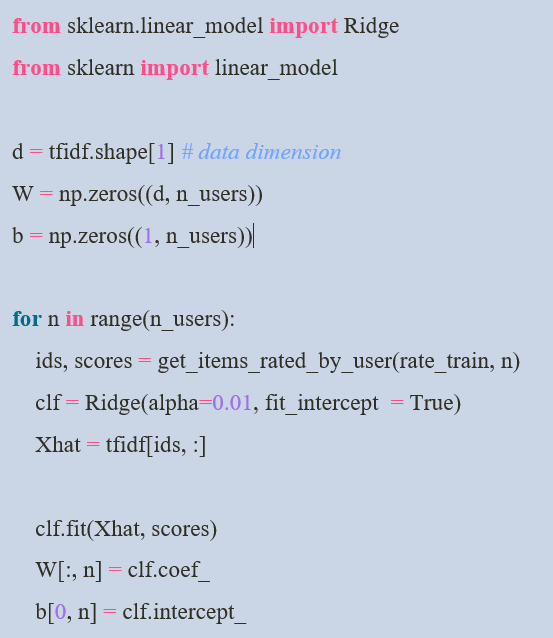 from sklearn.linear_model import Ridge
from sklearn import linear_model
d = tfidf.shape[1] # data dimension
W = np.zeros((d, n_users))
b = np.zeros((1, n_users))
for n in range(n_users):
    ids, scores = get_items_rated_by_user(rate_train, n)
    clf = Ridge(alpha=0.01, fit_intercept  = True)
    Xhat = tfidf[ids, :]
    clf.fit(Xhat, scores)
    W[:, n] = clf.coef_
    b[0, n] = clf.intercept_